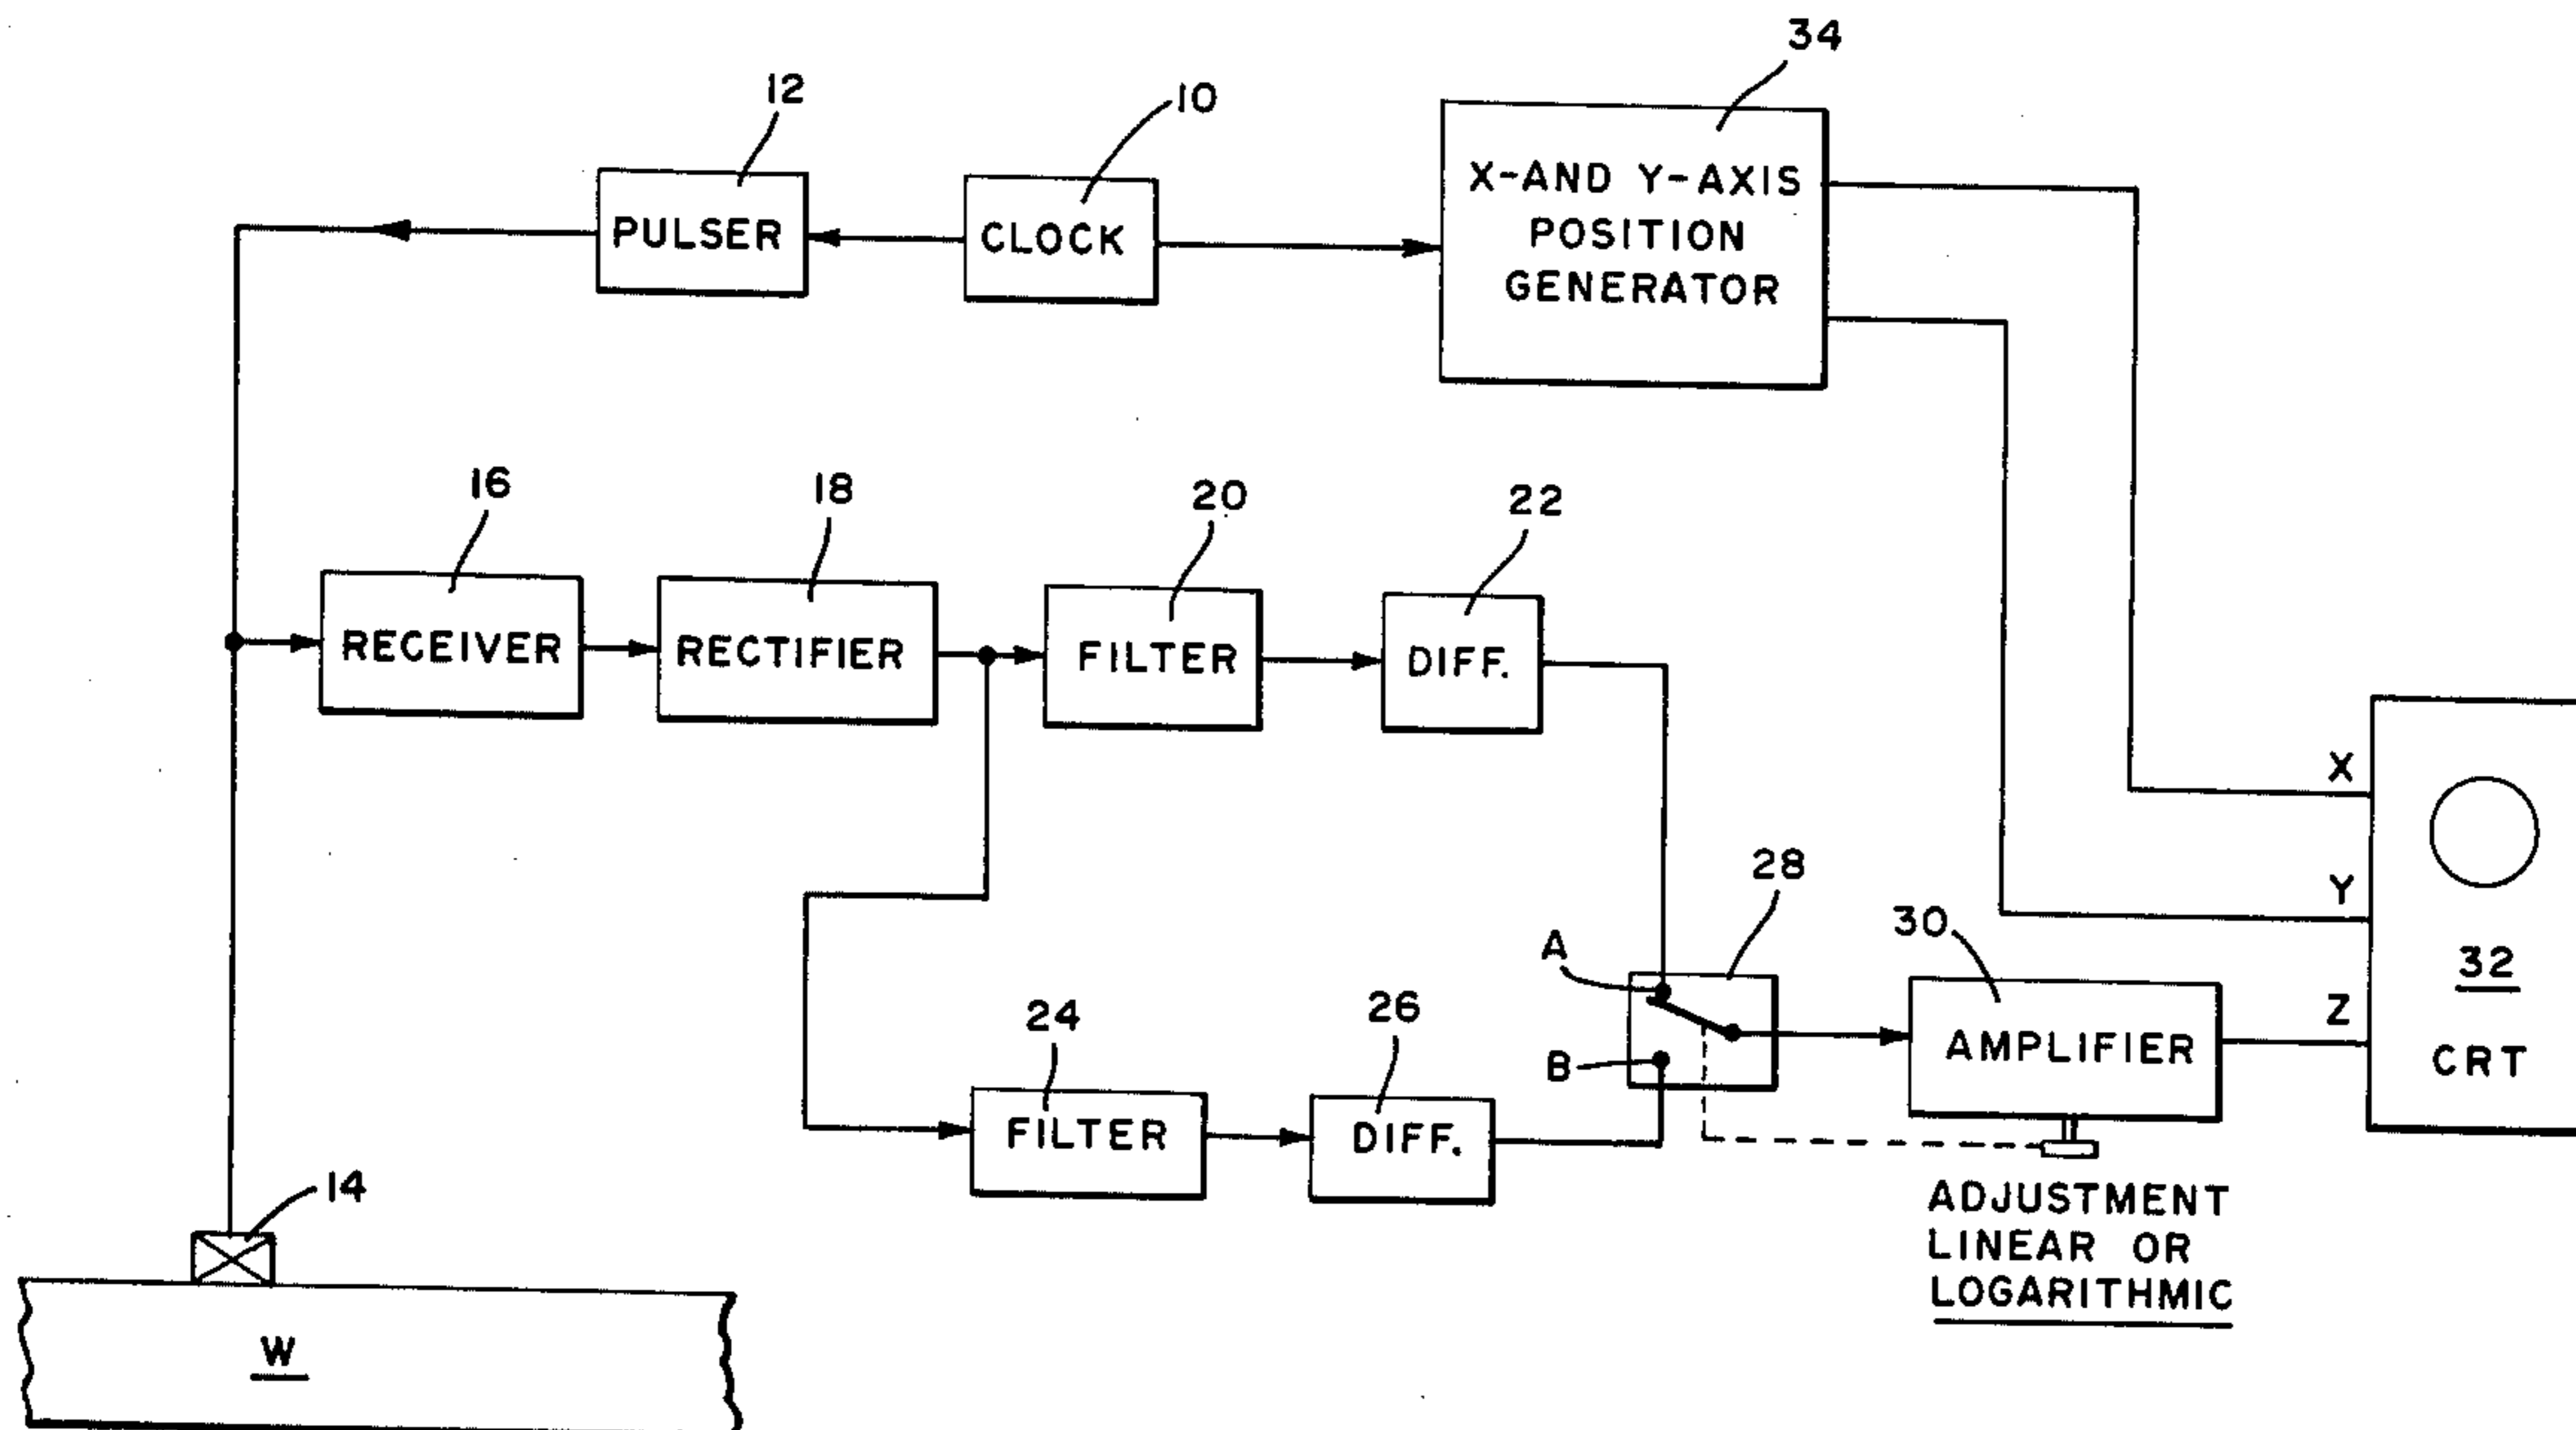 34
12
10
X-AND Y-AXIS
POSITION
GENERATOR
PULSER
CLOCK
16
18
20
22
RECEIVER
RECTIFIER
FILTER
DIFF.
X
Y
28
30
A
32
Z
CRT
24
26
B
AMPLIFIER
FILTER
DIFF.
14
ADJUSTMENT
LINEAR OR
LOGARITHMIC
W